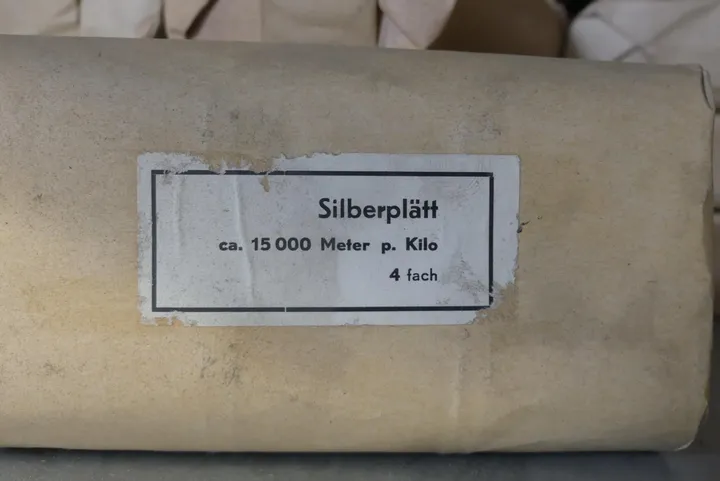 Silberplätt
ca. 15 000 Meter p. Kilo
4 fach